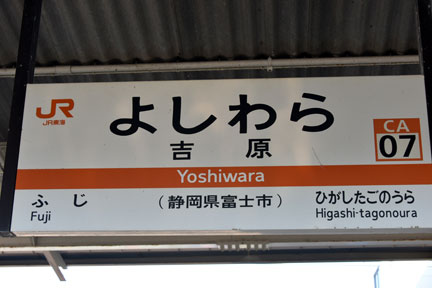 JR
JR東海
よしわら
吉原
CA
07
Yoshiwara
ふじ
Fuji
(静岡県富士市)
ひがしたごのうら
Higashi-tagonoura